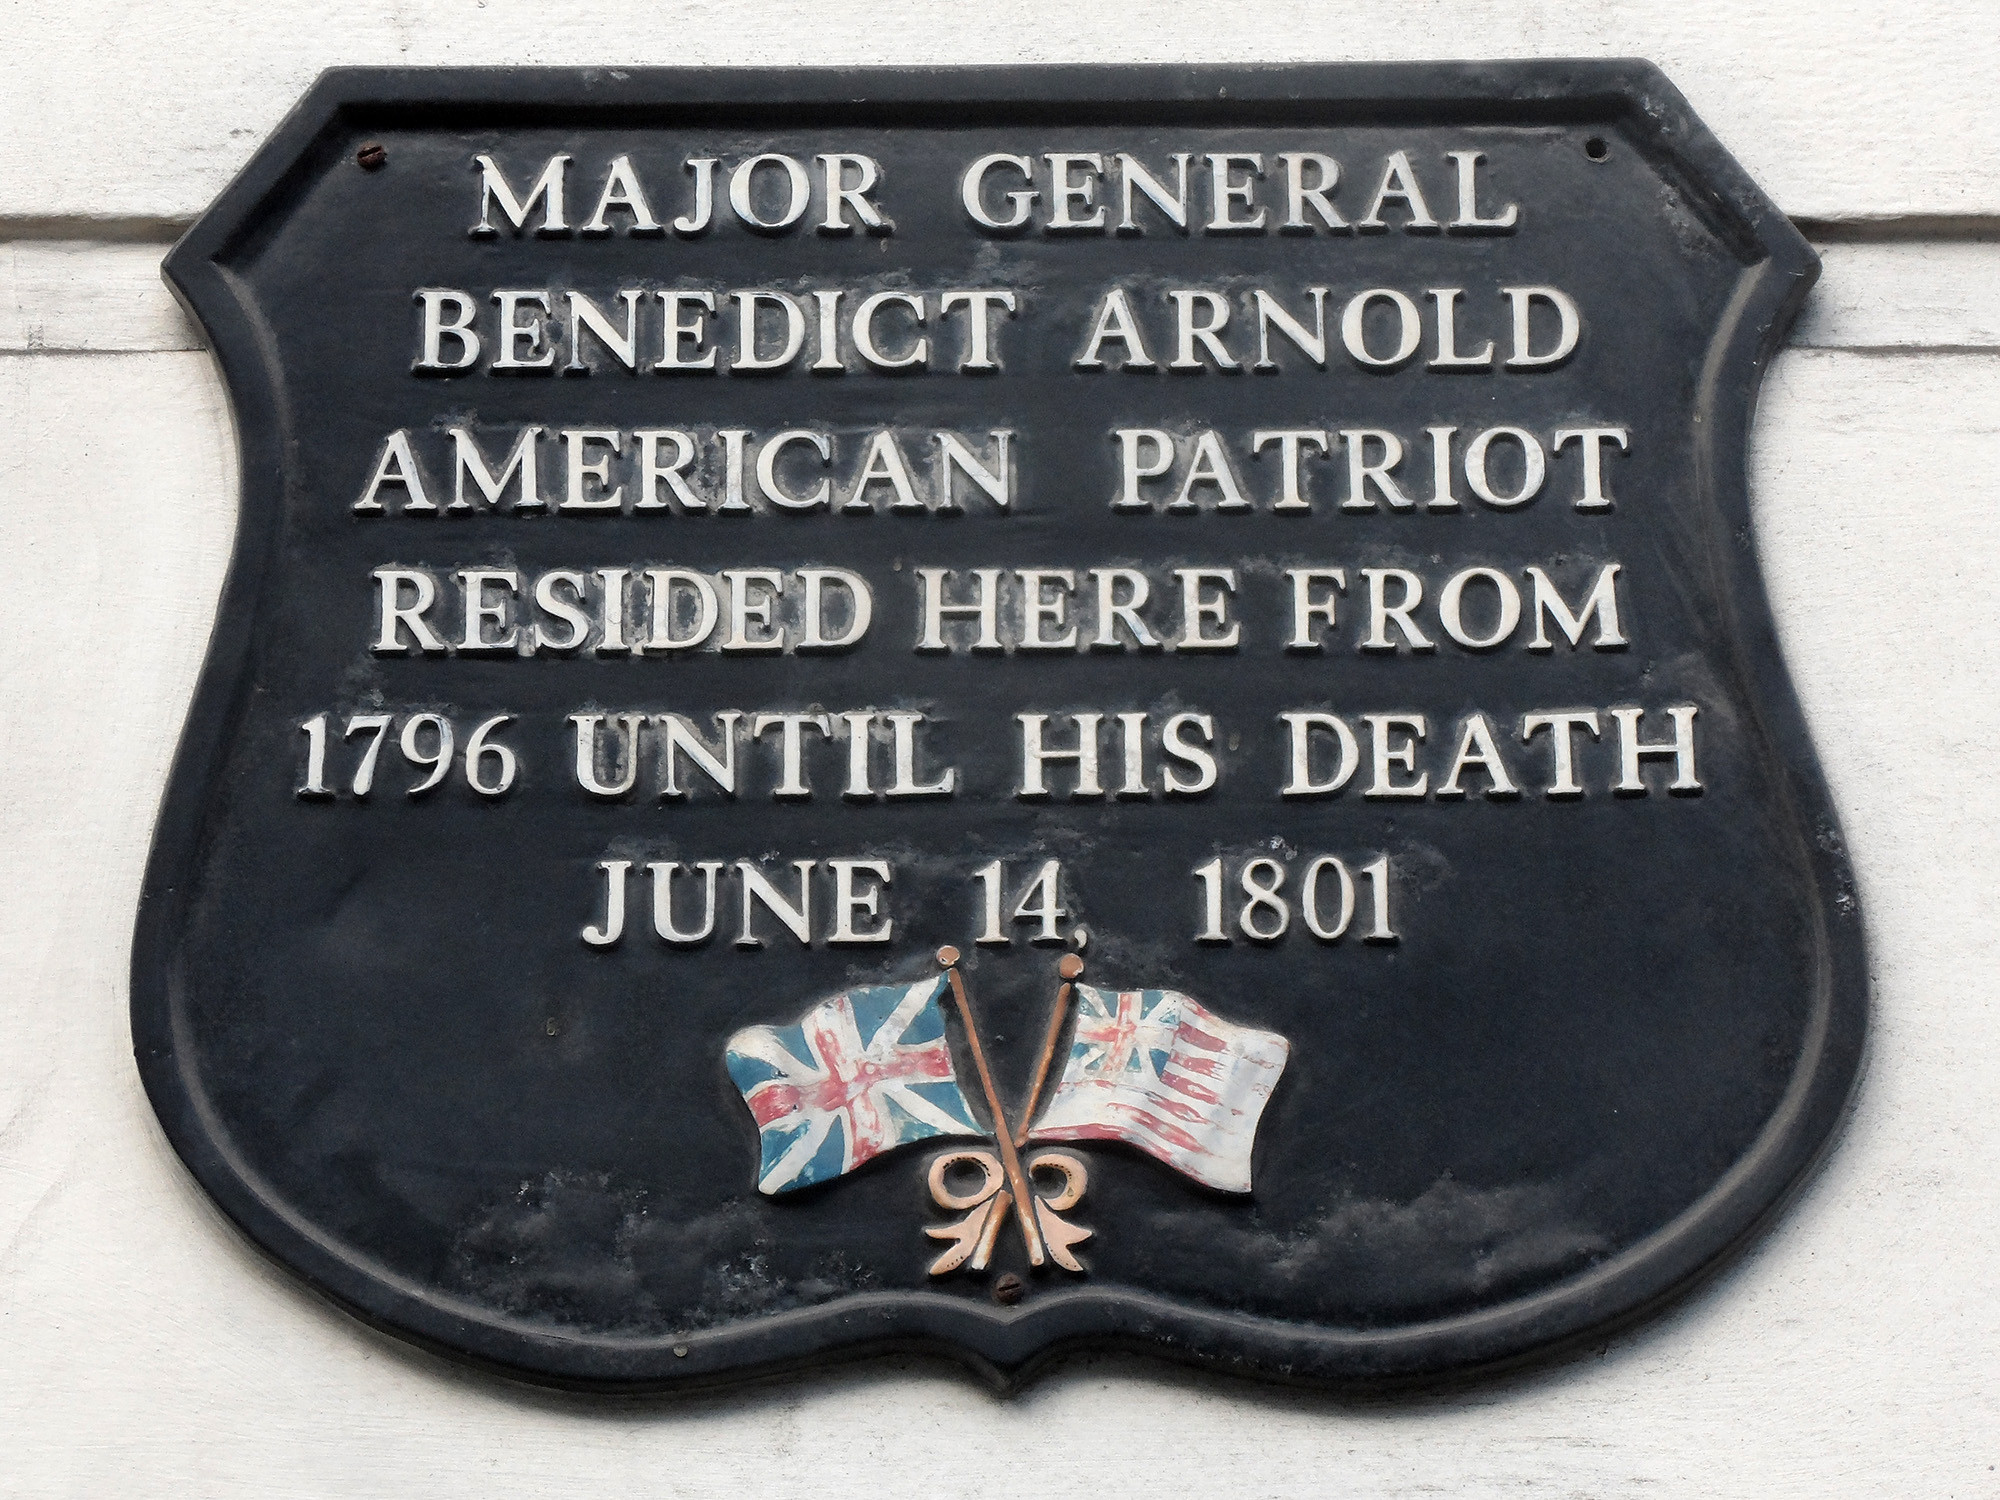 MAJOR GENERAL
BENEDICT ARNOLD
AMERICAN PATRIOT
RESIDED HERE FROM
1796 UNTIL HIS DEATH
JUNE 14, 1801